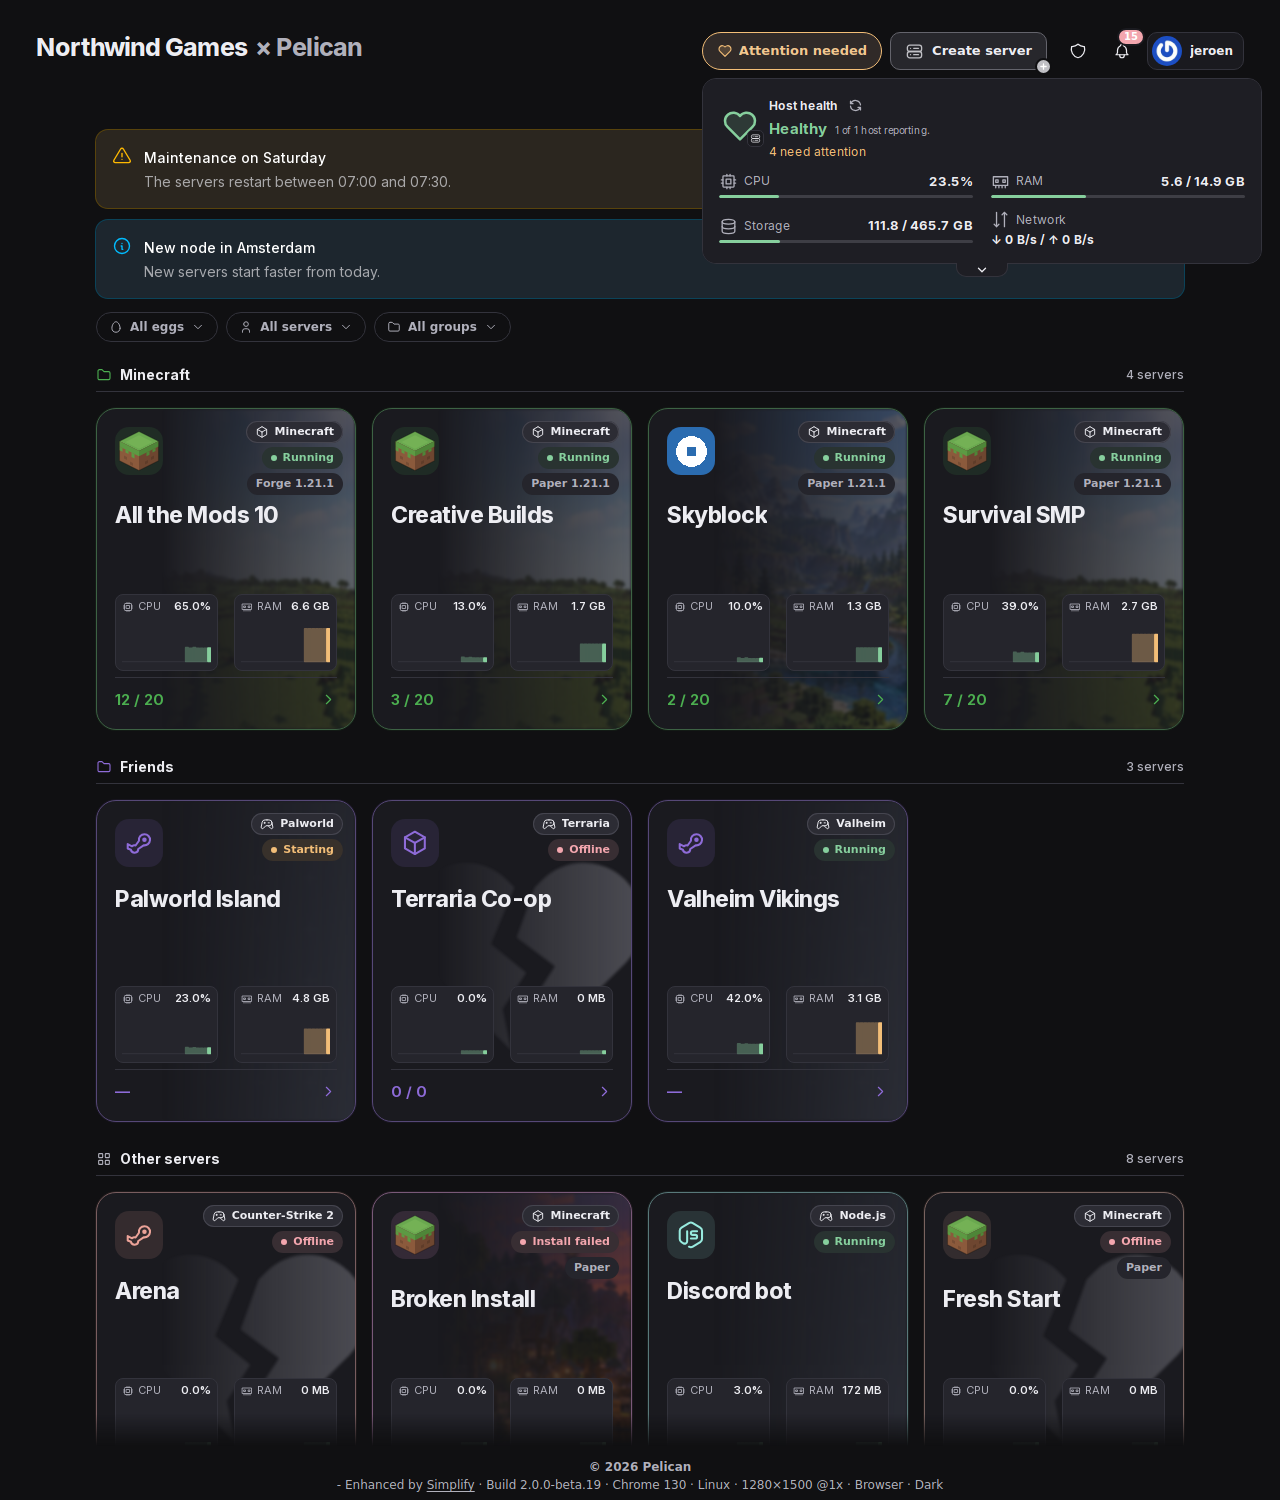 Northwind Games × Pelican
Attention needed
Create server
15
jeroen
Host health
Healthy 1 of 1 host reporting.
4 need attention
CPU 23.5%
RAM 5.6 / 14.9 GB
Storage 111.8 / 465.7 GB
Network
↓ 0 B/s / ↑ 0 B/s
Maintenance on Saturday
The servers restart between 07:00 and 07:30.
New node in Amsterdam
New servers start faster from today.
All eggs
All servers
All groups
Minecraft
4 servers
Minecraft
Running
Forge 1.21.1
All the Mods 10
CPU 65.0%
RAM 6.6 GB
12 / 20
Minecraft
Running
Paper 1.21.1
Creative Builds
CPU 13.0%
RAM 1.7 GB
3 / 20
Minecraft
Running
Paper 1.21.1
Skyblock
CPU 10.0%
RAM 1.3 GB
2 / 20
Minecraft
Running
Paper 1.21.1
Survival SMP
CPU 39.0%
RAM 2.7 GB
7 / 20
Friends
3 servers
Palworld
Starting
Palworld Island
CPU 23.0%
RAM 4.8 GB
—
Terraria
Offline
Terraria Co-op
CPU 0.0%
RAM 0 MB
0 / 0
Valheim
Running
Valheim Vikings
CPU 42.0%
RAM 3.1 GB
—
Other servers
8 servers
Counter-Strike 2
Offline
Arena
CPU 0.0%
RAM 0 MB
Minecraft
Install failed
Paper
Broken Install
CPU 0.0%
RAM 0 MB
Node.js
Running
JS
Discord bot
CPU 3.0%
RAM 172 MB
Minecraft
Offline
Paper
Fresh Start
CPU 0.0%
RAM 0 MB
© 2026 Pelican
- Enhanced by Simplify · Build 2.0.0-beta.19 · Chrome 130 · Linux · 1280×1500 @1x · Browser · Dark